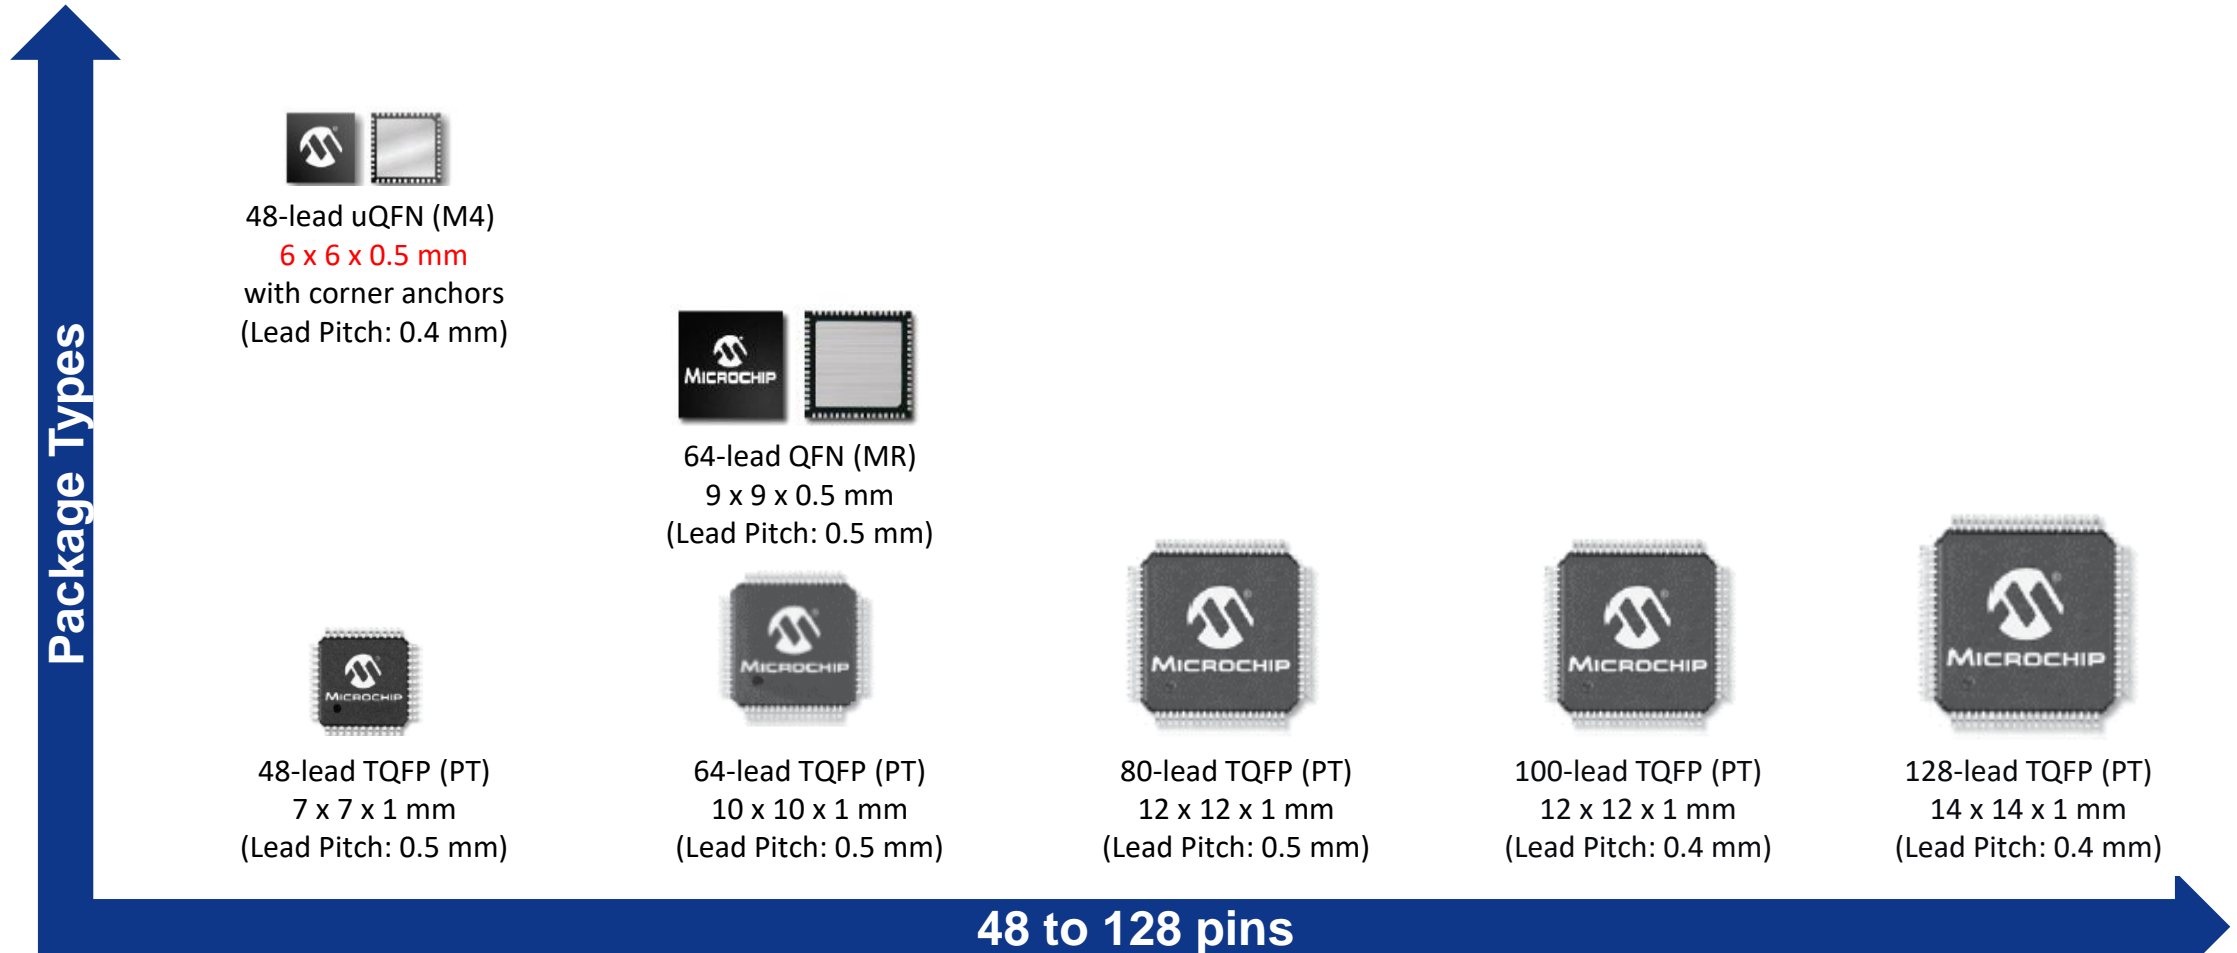 Package Types
48-lead uQFN (M4)
6 x 6 x 0.5 mm
with corner anchors
(Lead Pitch: 0.4 mm)
MICROCHIP
64-lead QFN (MR)
9 x 9 x 0.5 mm
(Lead Pitch: 0.5 mm)
MICROCHIP
48-lead TQFP (PT)
7 x 7 x 1 mm
(Lead Pitch: 0.5 mm)
MICROCHIP
64-lead TQFP (PT)
10 x 10 x 1 mm
(Lead Pitch: 0.5 mm)
MICROCHIP
80-lead TQFP (PT)
12 x 12 x 1 mm
(Lead Pitch: 0.5 mm)
MICROCHIP
100-lead TQFP (PT)
12 x 12 x 1 mm
(Lead Pitch: 0.4 mm)
MICROCHIP
128-lead TQFP (PT)
14 x 14 x 1 mm
(Lead Pitch: 0.4 mm)
48 to 128 pins